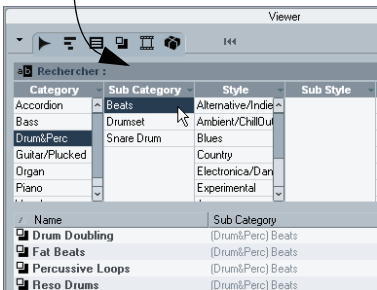 Viewer
Rechercher :
Category Sub Category Style Sub Style
Accordion Beats Alternative/Indie
Bass Drumset Ambient/ChillOut
Drum&Perc Snare Drum Blues
Guitar/Plucked Country
Organ Electronica/Dan
Piano Experimental
Name Sub Category
Drum Doubling (Drum&Perc) Beats
Fat Beats (Drum&Perc) Beats
Percussive Loops (Drum&Perc) Beats
Reso Drums (Drum&Perc) Beats